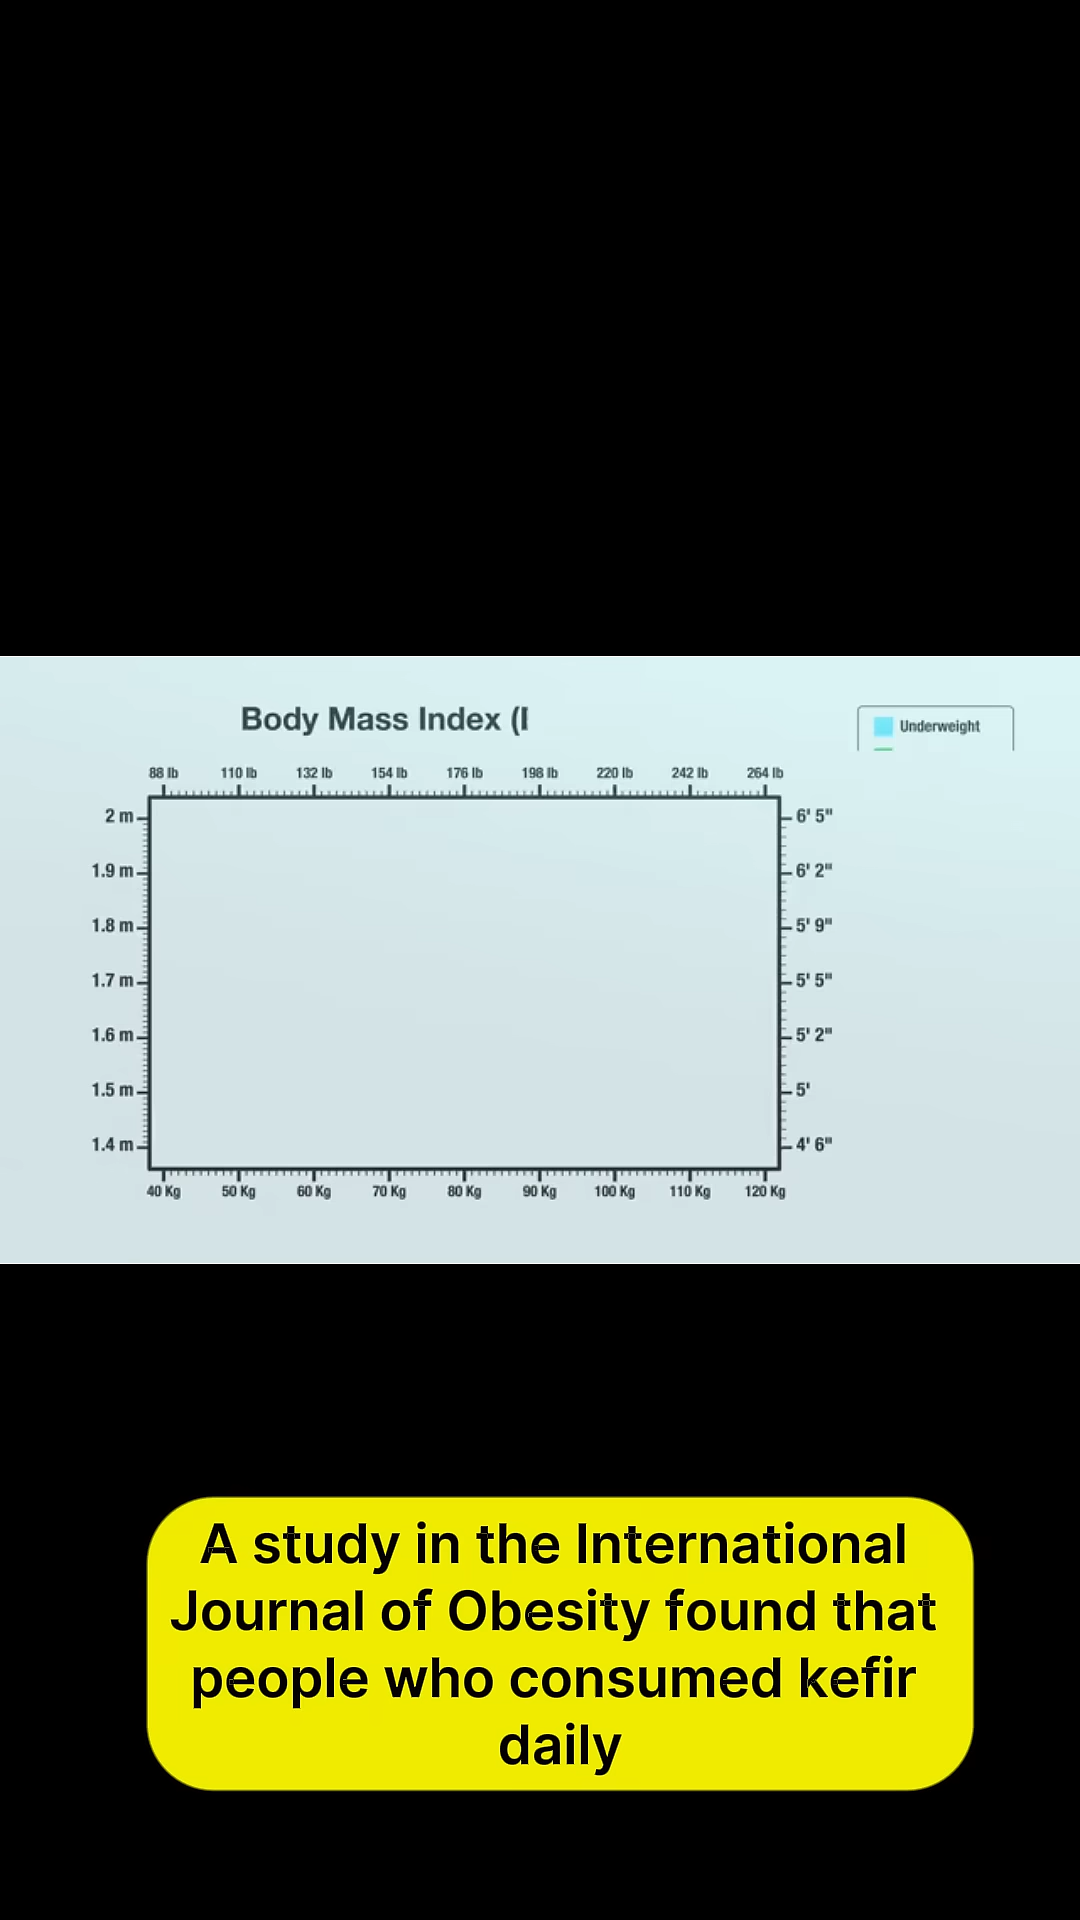 Body Mass Index (
Underweight
88 lb 110 lb 132 lb 154 lb 176 lb 198 lb 220 lb 242 lb 264 lb
2 m 6' 5"
1.9 m 6' 2"
1.8 m 5' 9"
1.7 m 5' 5"
1.6 m 5' 2"
1.5 m 5'
1.4 m 4' 6"
40 Kg 50 Kg 60 Kg 70 Kg 80 Kg 90 Kg 100 Kg 110 Kg 120 Kg
A study in the International
Journal of Obesity found that
people who consumed kefir
daily